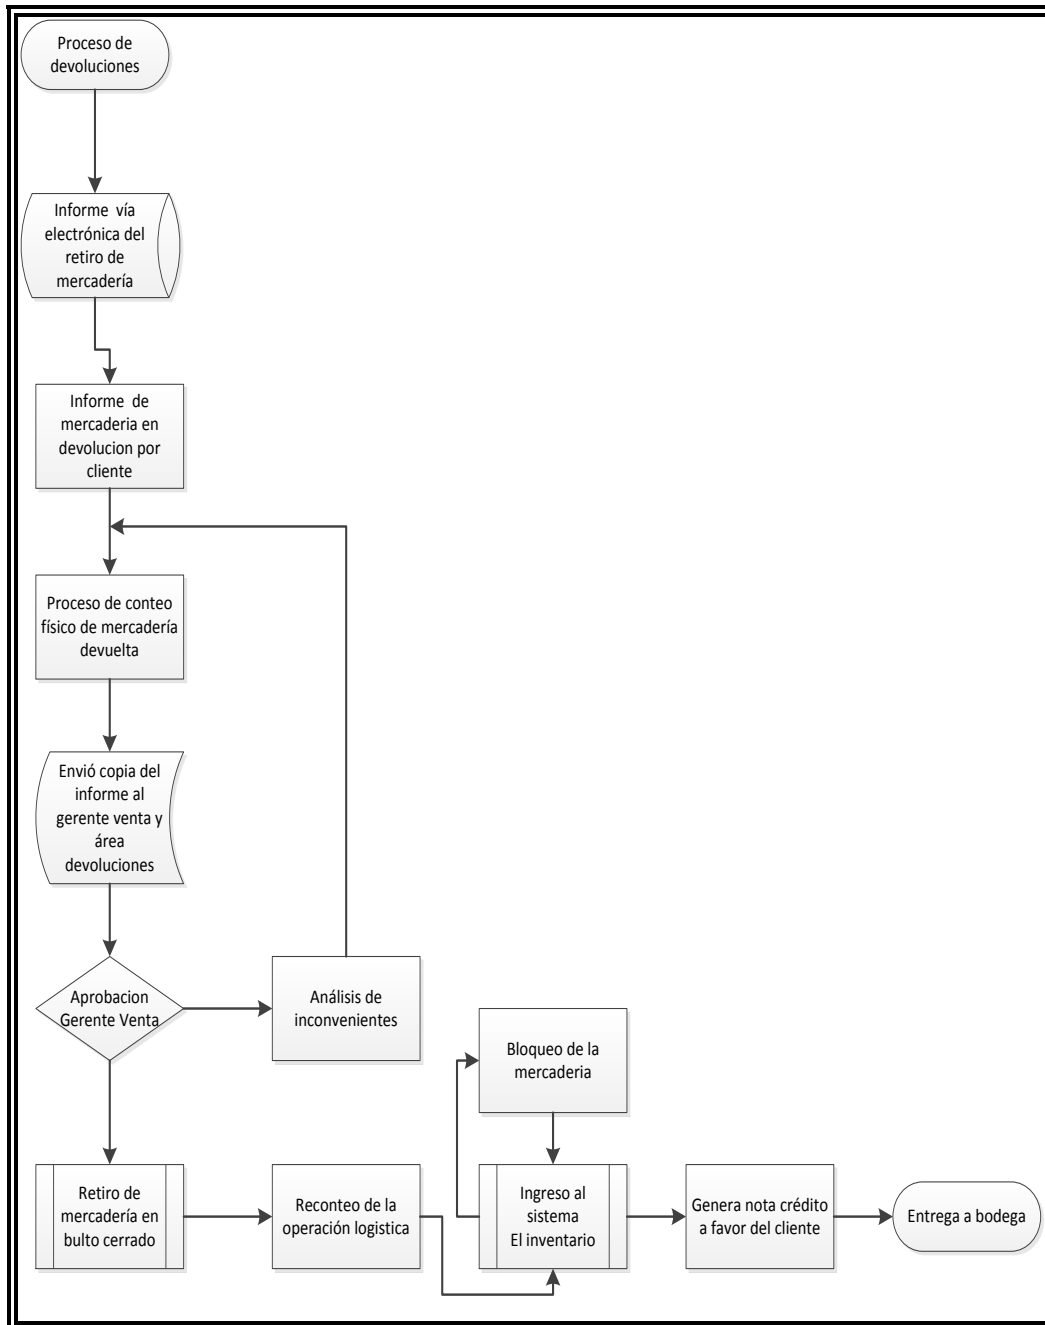 Proceso de
devoluciones
Informe vía
electrónica del
retiro de
mercadería
Informe de
mercaderia en
devolucion por
cliente
Proceso de conteo
físico de mercadería
devuelta
Envió copia del
informe al
gerente venta y
área
devoluciones
Aprobacion
Gerente Venta
Análisis de
inconvenientes
Bloqueo de la
mercaderia
Retiro de
mercadería en
bulto cerrado
Reconteo de la
operación logistica
Ingreso al
sistema
El inventario
Genera nota crédito
a favor del cliente
Entrega a bodega